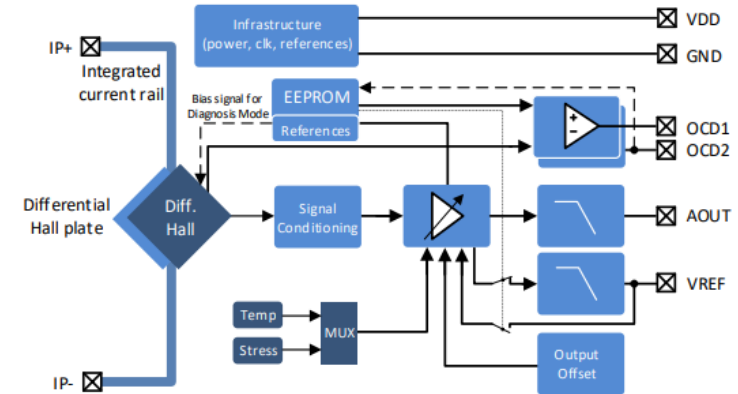 IP+
Integrated
current rail
Infrastructure
(power, clk, references)
VDD
GND
Bias signal for
Diagnosis Mode
EEPROM
References
+
-
OCD1
OCD2
Differential
Hall plate
Diff.
Hall
Signal
Conditioning
AOUT
VREF
Temp
Stress
MUX
Output
Offset
IP-